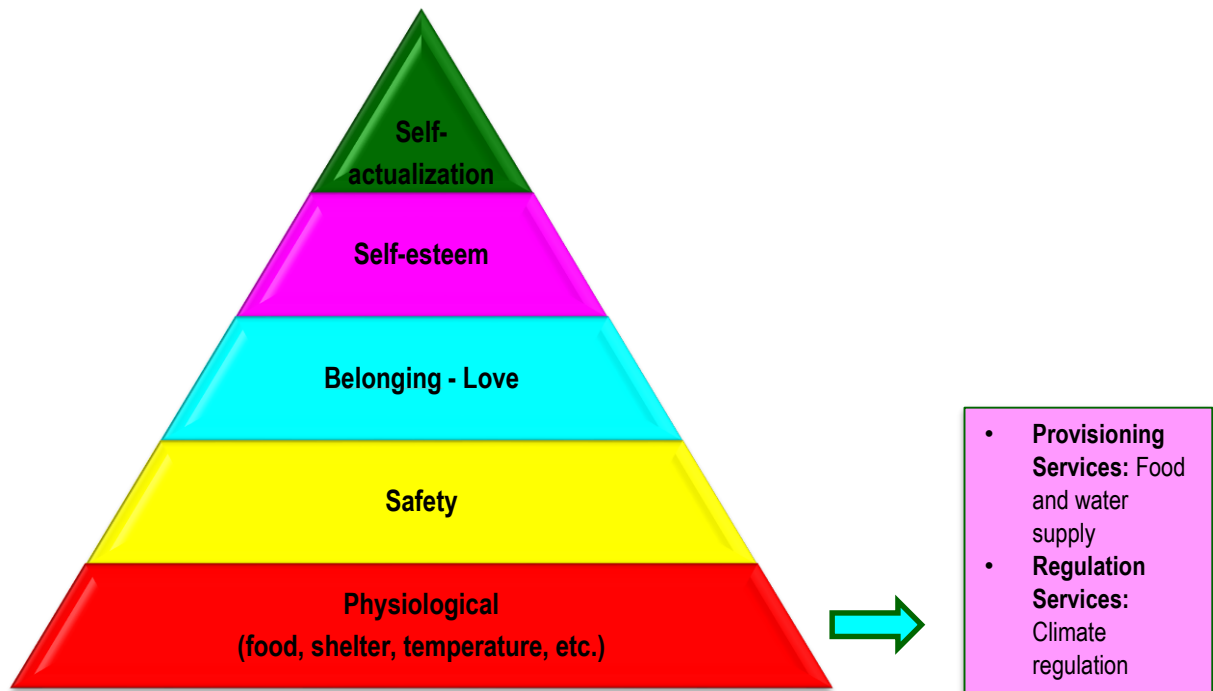 Self-
actualization
Self-esteem
Belonging - Love
Safety
Physiological
(food, shelter, temperature, etc.)
• Provisioning
Services: Food
and water
supply
• Regulation
Services:
Climate
regulation